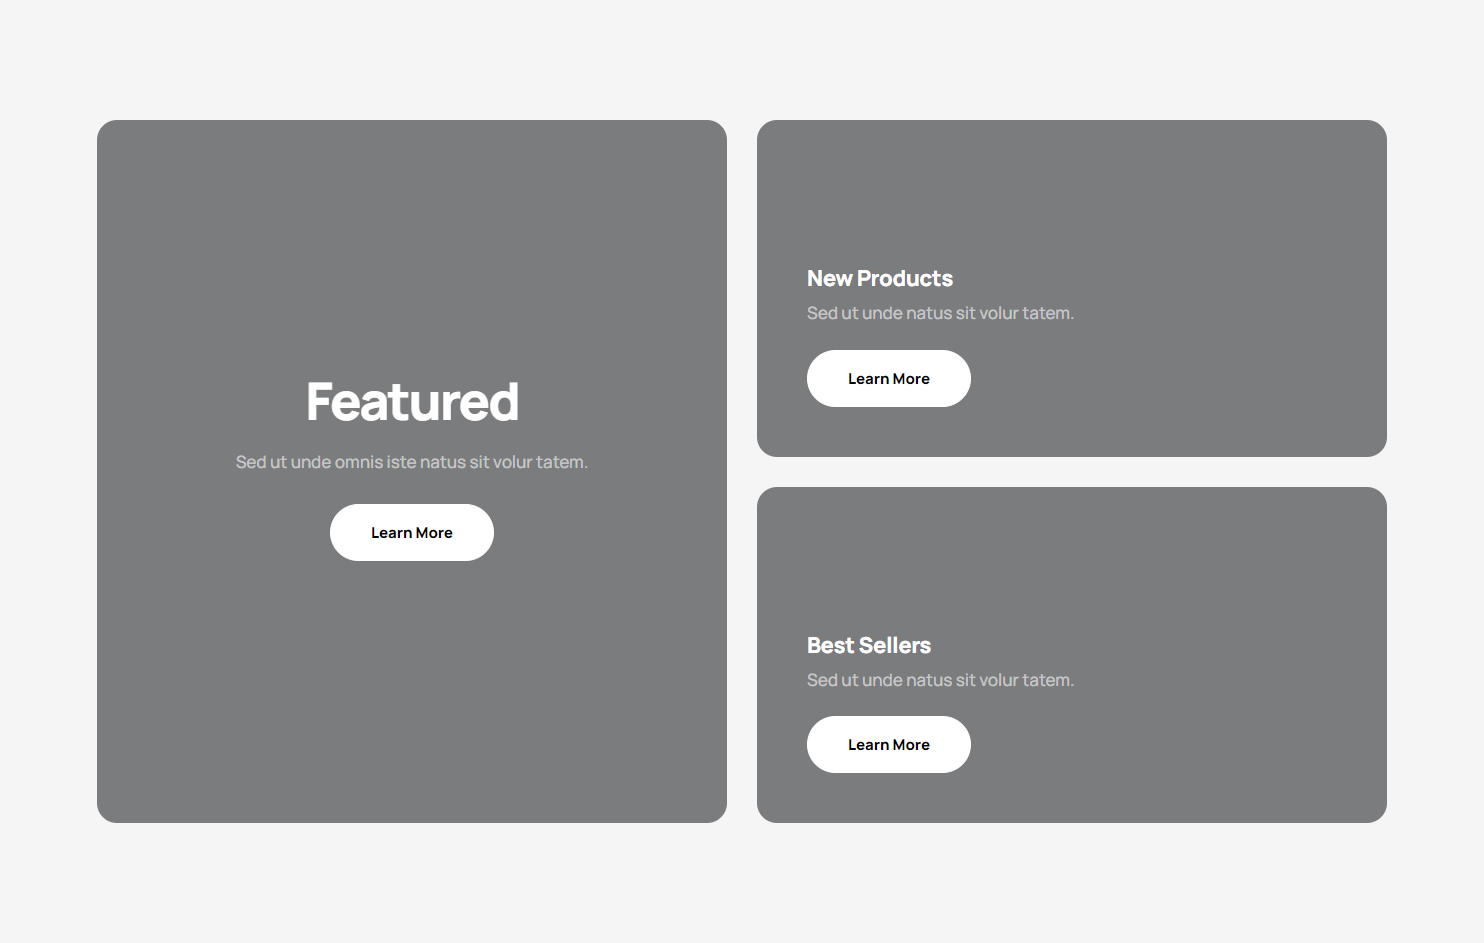 Featured
Sed ut unde omnis iste natus sit volur tatem.
Learn More
New Products
Sed ut unde natus sit volur tatem.
Learn More
Best Sellers
Sed ut unde natus sit volur tatem.
Learn More